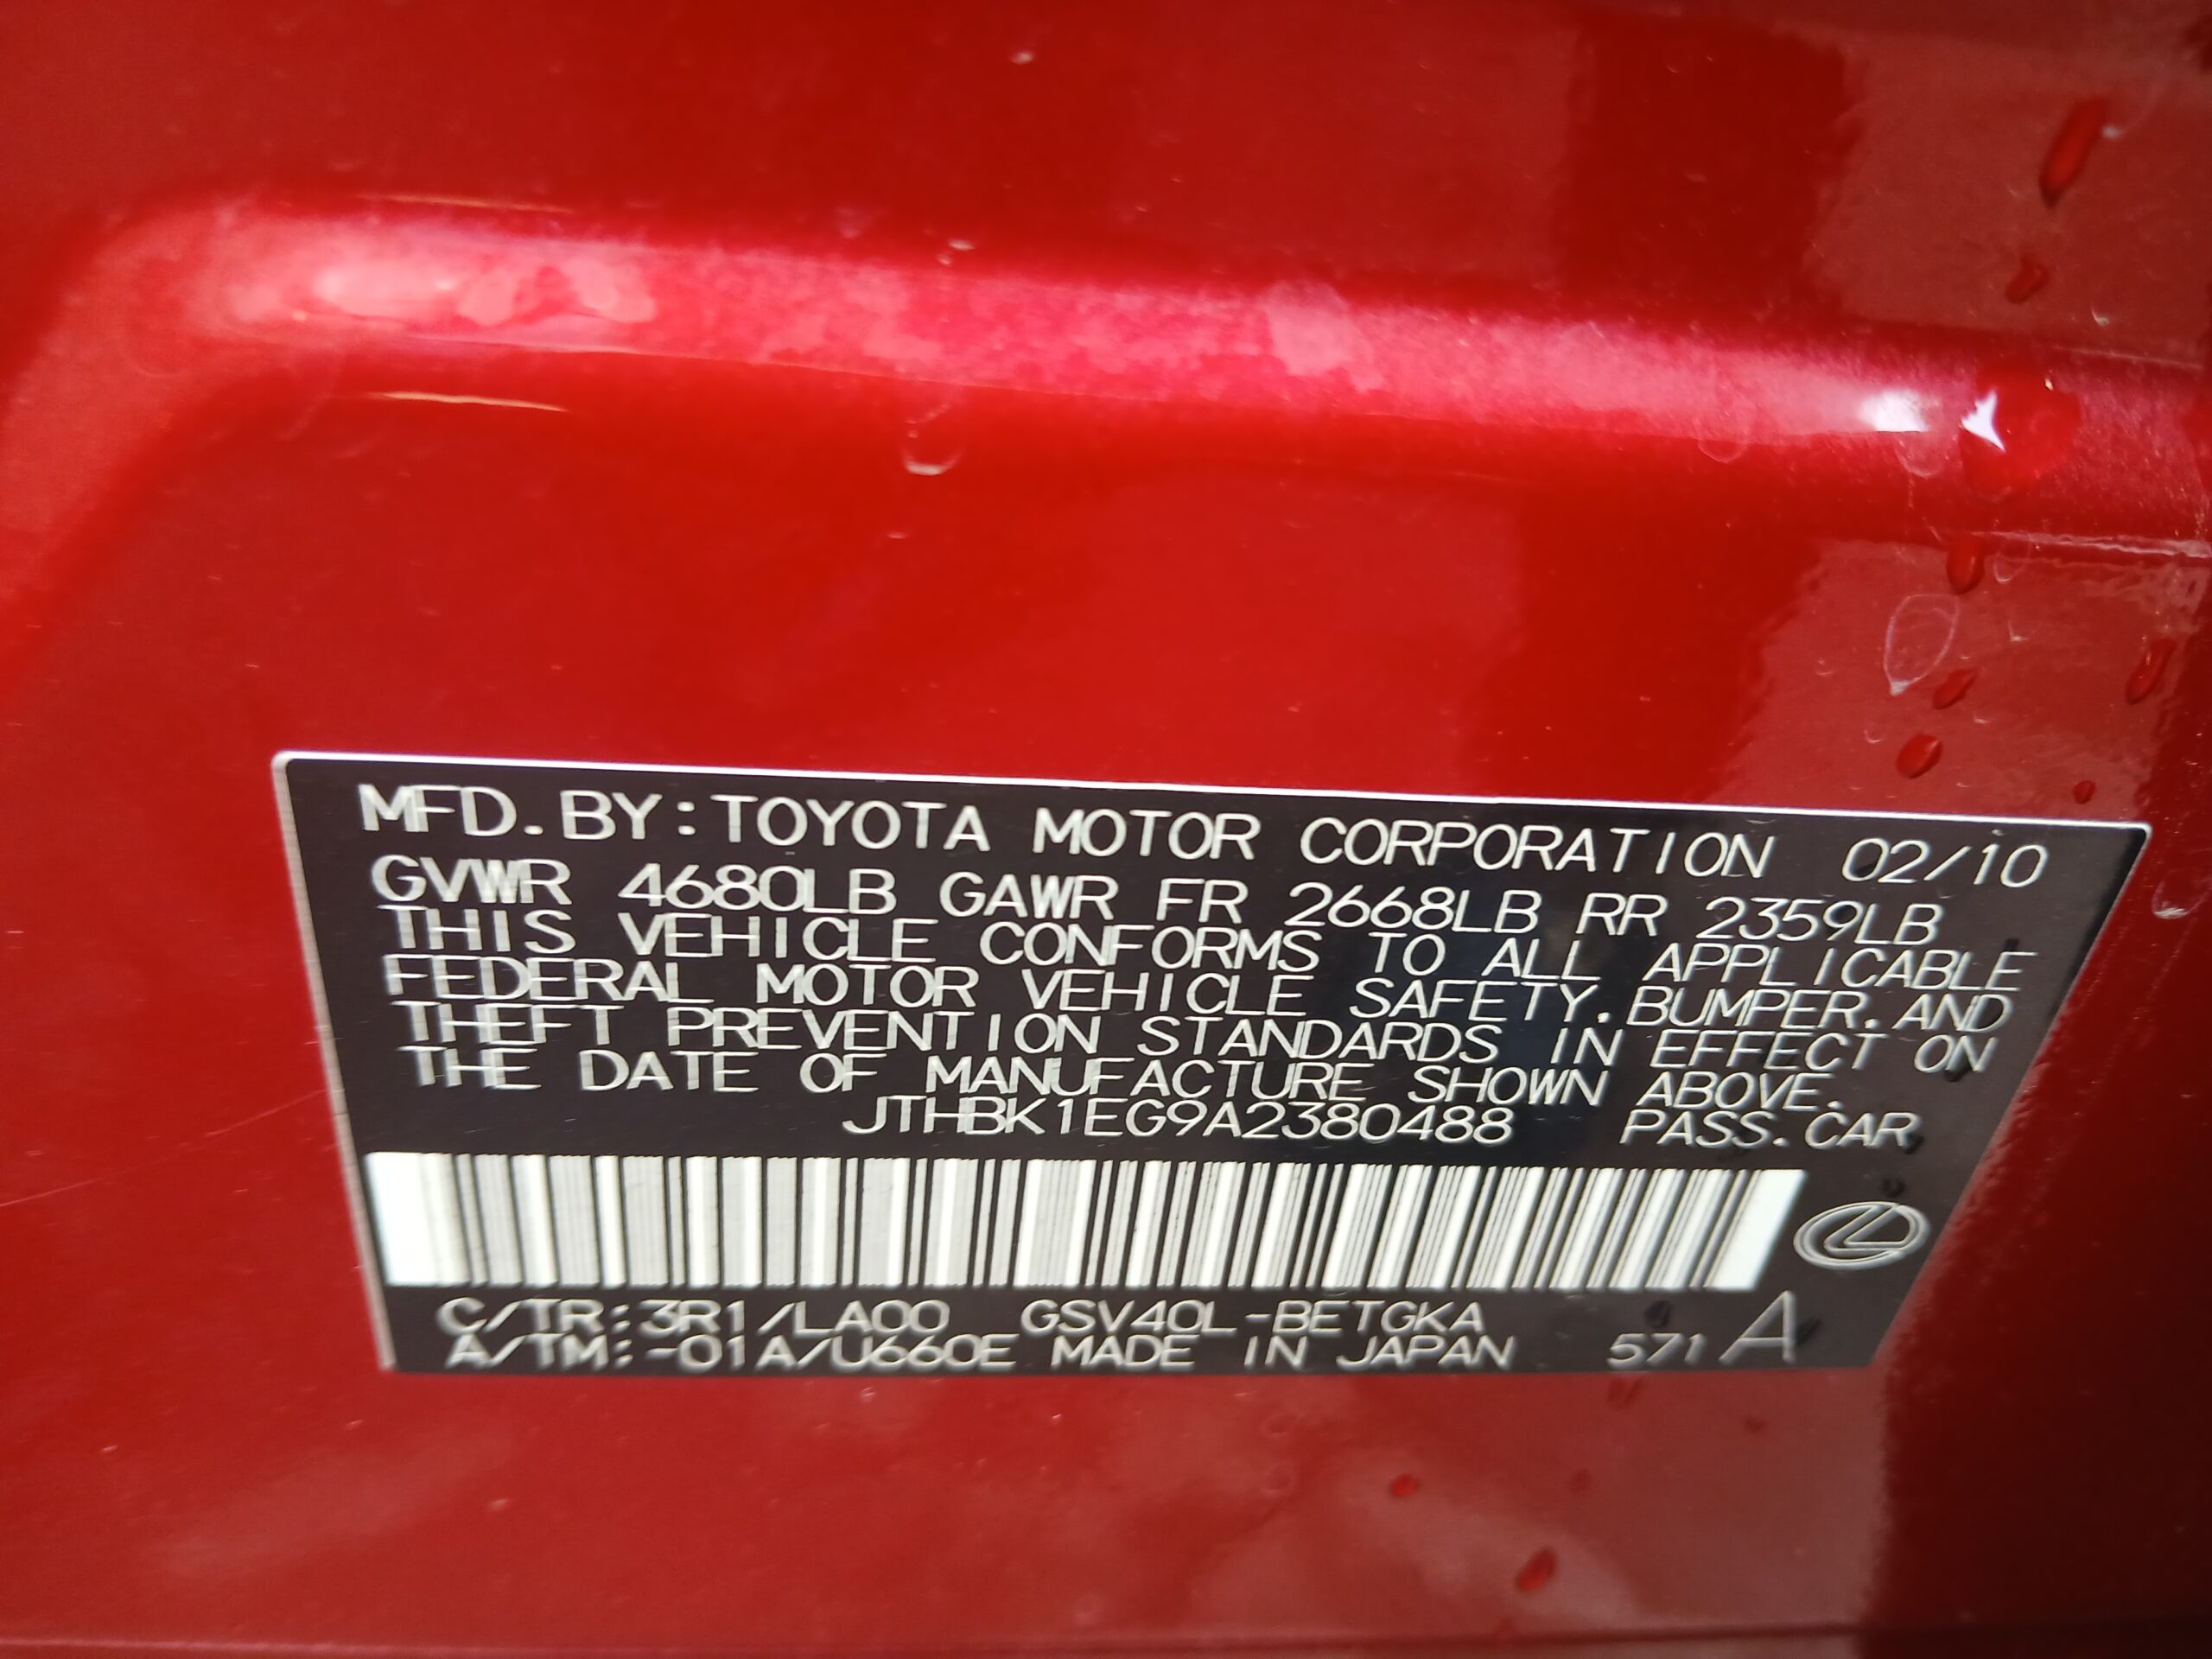 MFD.BY:TOYOTA MOTOR CORPORATION 02/10
GVWR 4680LB GAWR FR 2668LB RR 2359LB
THIS VEHICLE CONFORMS TO ALL APPLICABLE
FEDERAL MOTOR VEHICLE SAFETY,BUMPER,AND
THEFT PREVENTION STANDARDS IN EFFECT ON
THE DATE OF MANUFACTURE SHOWN ABOVE.
JTHBK1EG9A2380488 PASS.CAR
C/TR:3R1/LA00 GSV40L-BETGKA
A/TM:-01A/U660E MADE IN JAPAN 571 A